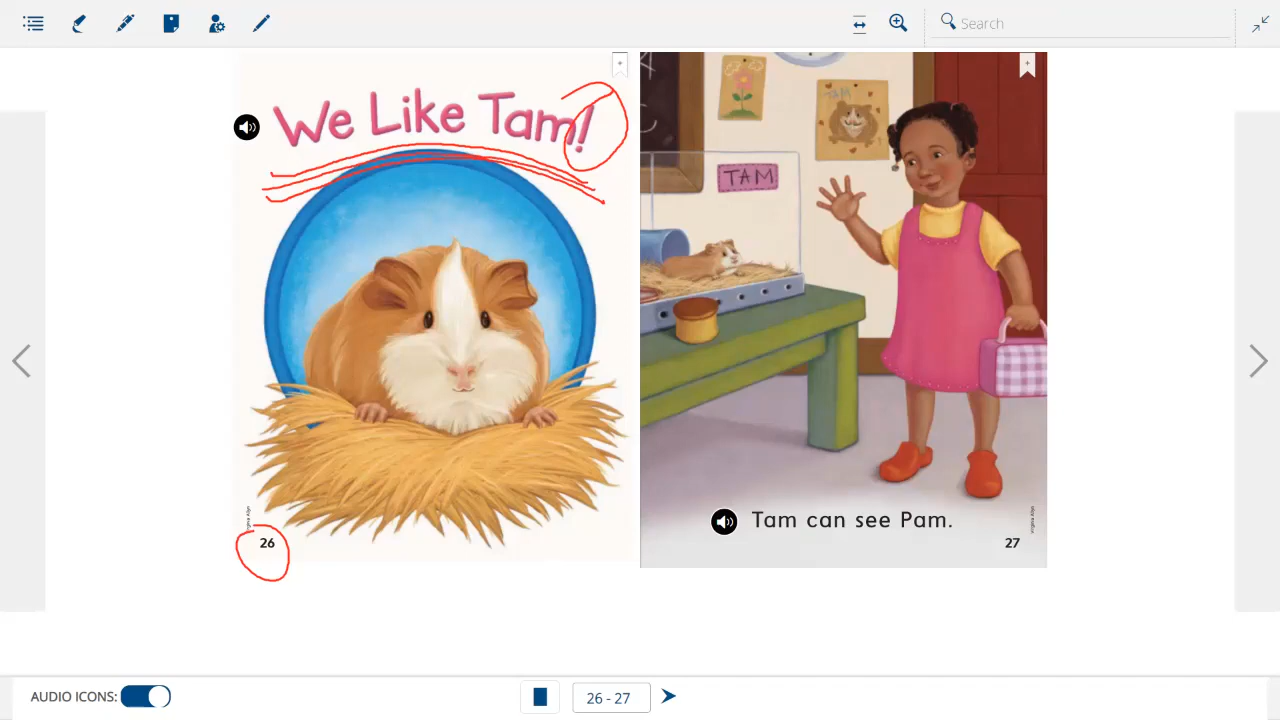 Search
We Like Tam!
TAM
TAM
Tam can see Pam.
26
27
AUDIO ICONS:
26 - 27